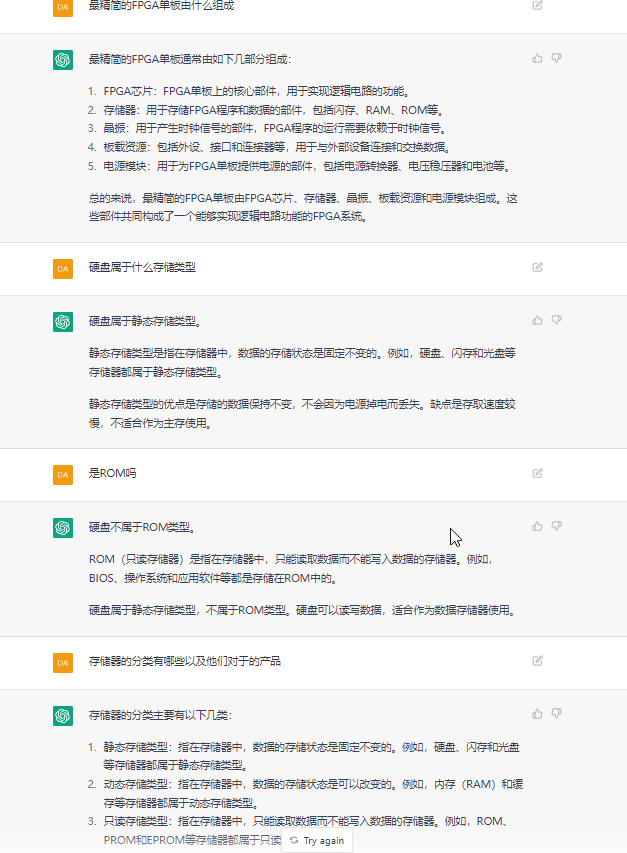 DA 最精简的FPGA单板由什么组成
最精简的FPGA单板通常由如下几部分组成：
1. FPGA芯片：FPGA单板上的核心部件，用于实现逻辑电路的功能。
2. 存储器：用于存储FPGA程序和数据的部件，包括闪存、RAM、ROM等。
3. 晶振：用于产生时钟信号的部件，FPGA程序的运行需要依赖于时钟信号。
4. 板载资源：包括外设、接口和连接器等，用于与外部设备连接和交换数据。
5. 电源模块：用于为FPGA单板提供电源的部件，包括电源转换器、电压稳压器和电池等。
总的来说，最精简的FPGA单板由FPGA芯片、存储器、晶振、板载资源和电源模块组成。这
些部件共同构成了一个能够实现逻辑电路功能的FPGA系统。
DA 硬盘属于什么存储类型
硬盘属于静态存储类型。
静态存储类型是指在存储器中，数据的存储状态是固定不变的。例如，硬盘、闪存和光盘等
存储器都属于静态存储类型。
静态存储类型的优点是存储的数据保持不变，不会因为电源掉电而丢失。缺点是存取速度较
慢，不适合作为主存使用。
DA 是ROM吗
硬盘不属于ROM类型。
ROM（只读存储器）是指在存储器中，只能读取数据而不能写入数据的存储器。例如，
BIOS、操作系统和应用软件等都是存储在ROM中的。
硬盘属于静态存储类型，不属于ROM类型。硬盘可以读写数据，适合作为数据存储器使用。
DA 存储器的分类有哪些以及他们对于的产品
存储器的分类主要有以下几类：
1. 静态存储类型：指在存储器中，数据的存储状态是固定不变的。例如，硬盘、闪存和光盘
等存储器都属于静态存储类型。
2. 动态存储类型：指在存储器中，数据的存储状态是可以改变的。例如，内存（RAM）和缓
存等存储器都属于动态存储类型。
3. 只读存储类型：指在存储器中，只能读取数据而不能写入数据的存储器。例如，ROM、
PROM和EPROM等存储器都属于只读
Try again